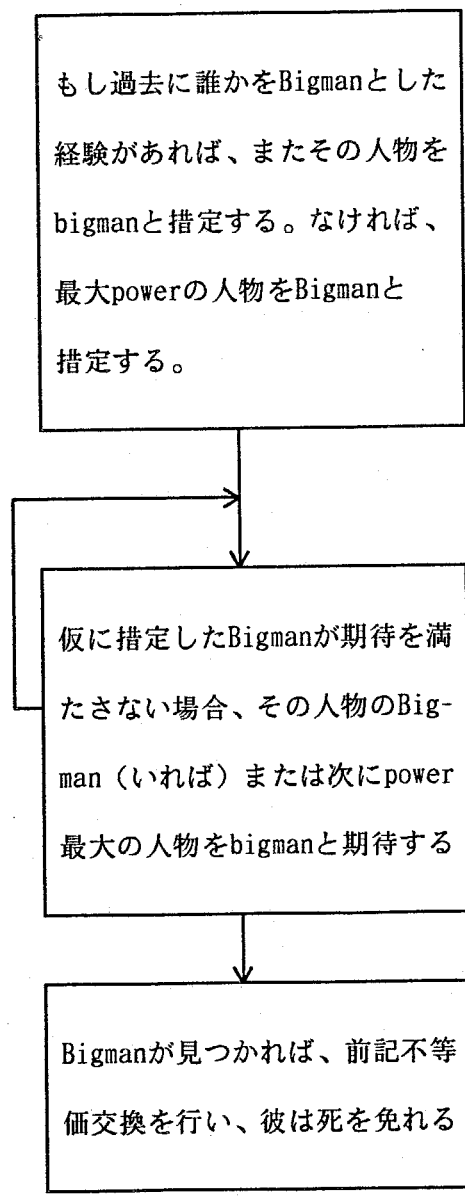 もし過去に誰かをBigmanとした
経験があれば、またその人物を
bigmanと措定する。なければ、
最大powerの人物をBigmanと
措定する。
仮に措定したBigmanが期待を満
たさない場合、その人物のBig-
man（いれば）または次にpower
最大の人物をbigmanと期待する
Bigmanが見つかれば、前記不等
価交換を行い、彼は死を免れる